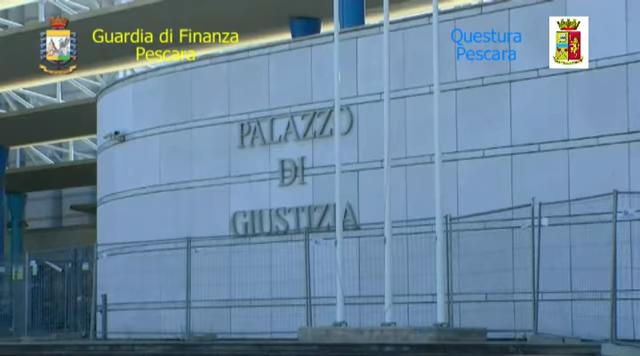 Guardia di Finanza
Pescara
Questura
Pescara
PALAZZO
DI
GIUSTIZIA